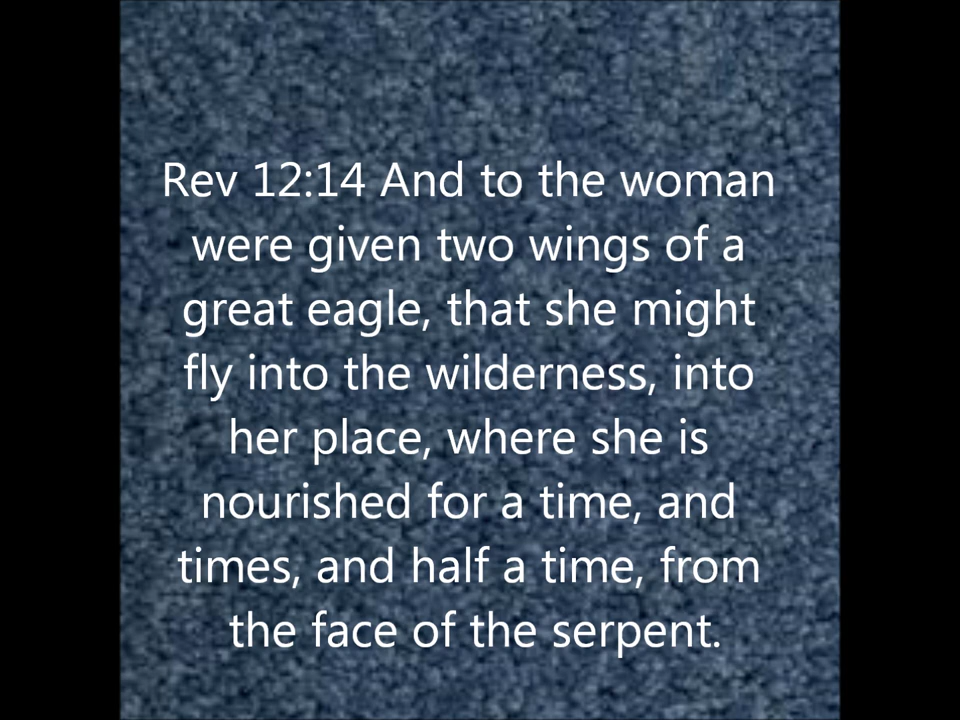 Rev 12:14 And to the woman
were given two wings of a
great eagle, that she might
fly into the wilderness, into
her place, where she is
nourished for a time, and
times, and half a time, from
the face of the serpent.